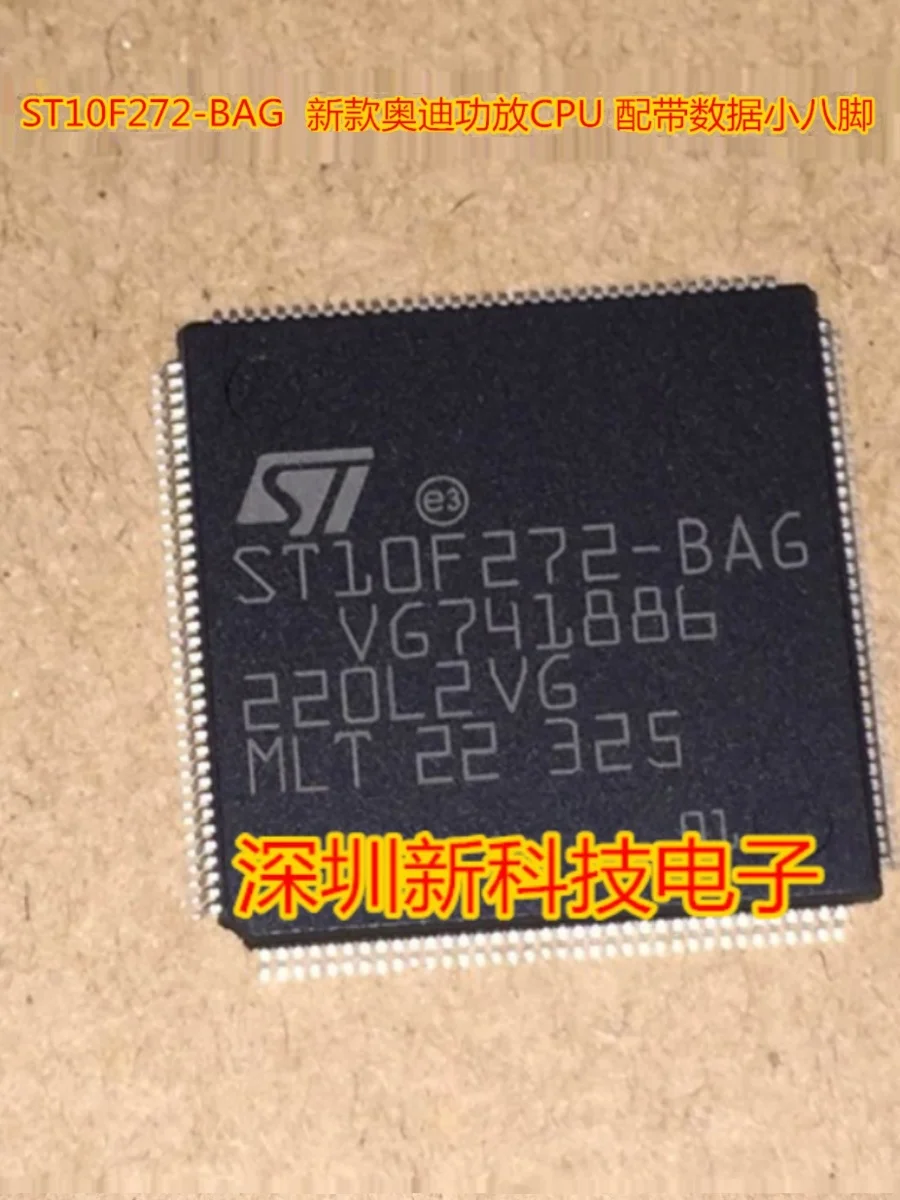 ST10F272-BAG 新款奥迪功放CPU 配带数据小八脚
ST
e3
ST10F272-BAG
VG741886
220L2VG
MLT 22 325
深圳新科技电子